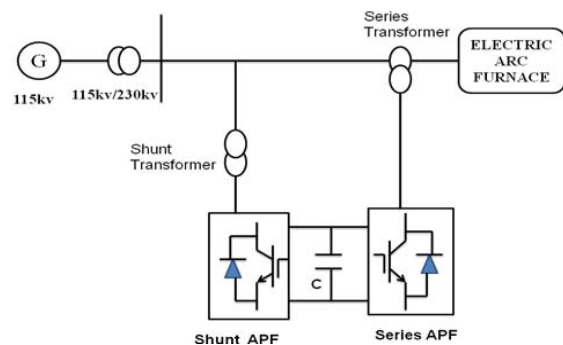 Series
Transformer
ELECTRIC
ARC
FURNACE
G
115kv
115kv/230kv
Shunt
Transformer
C
Shunt APF
Series APF